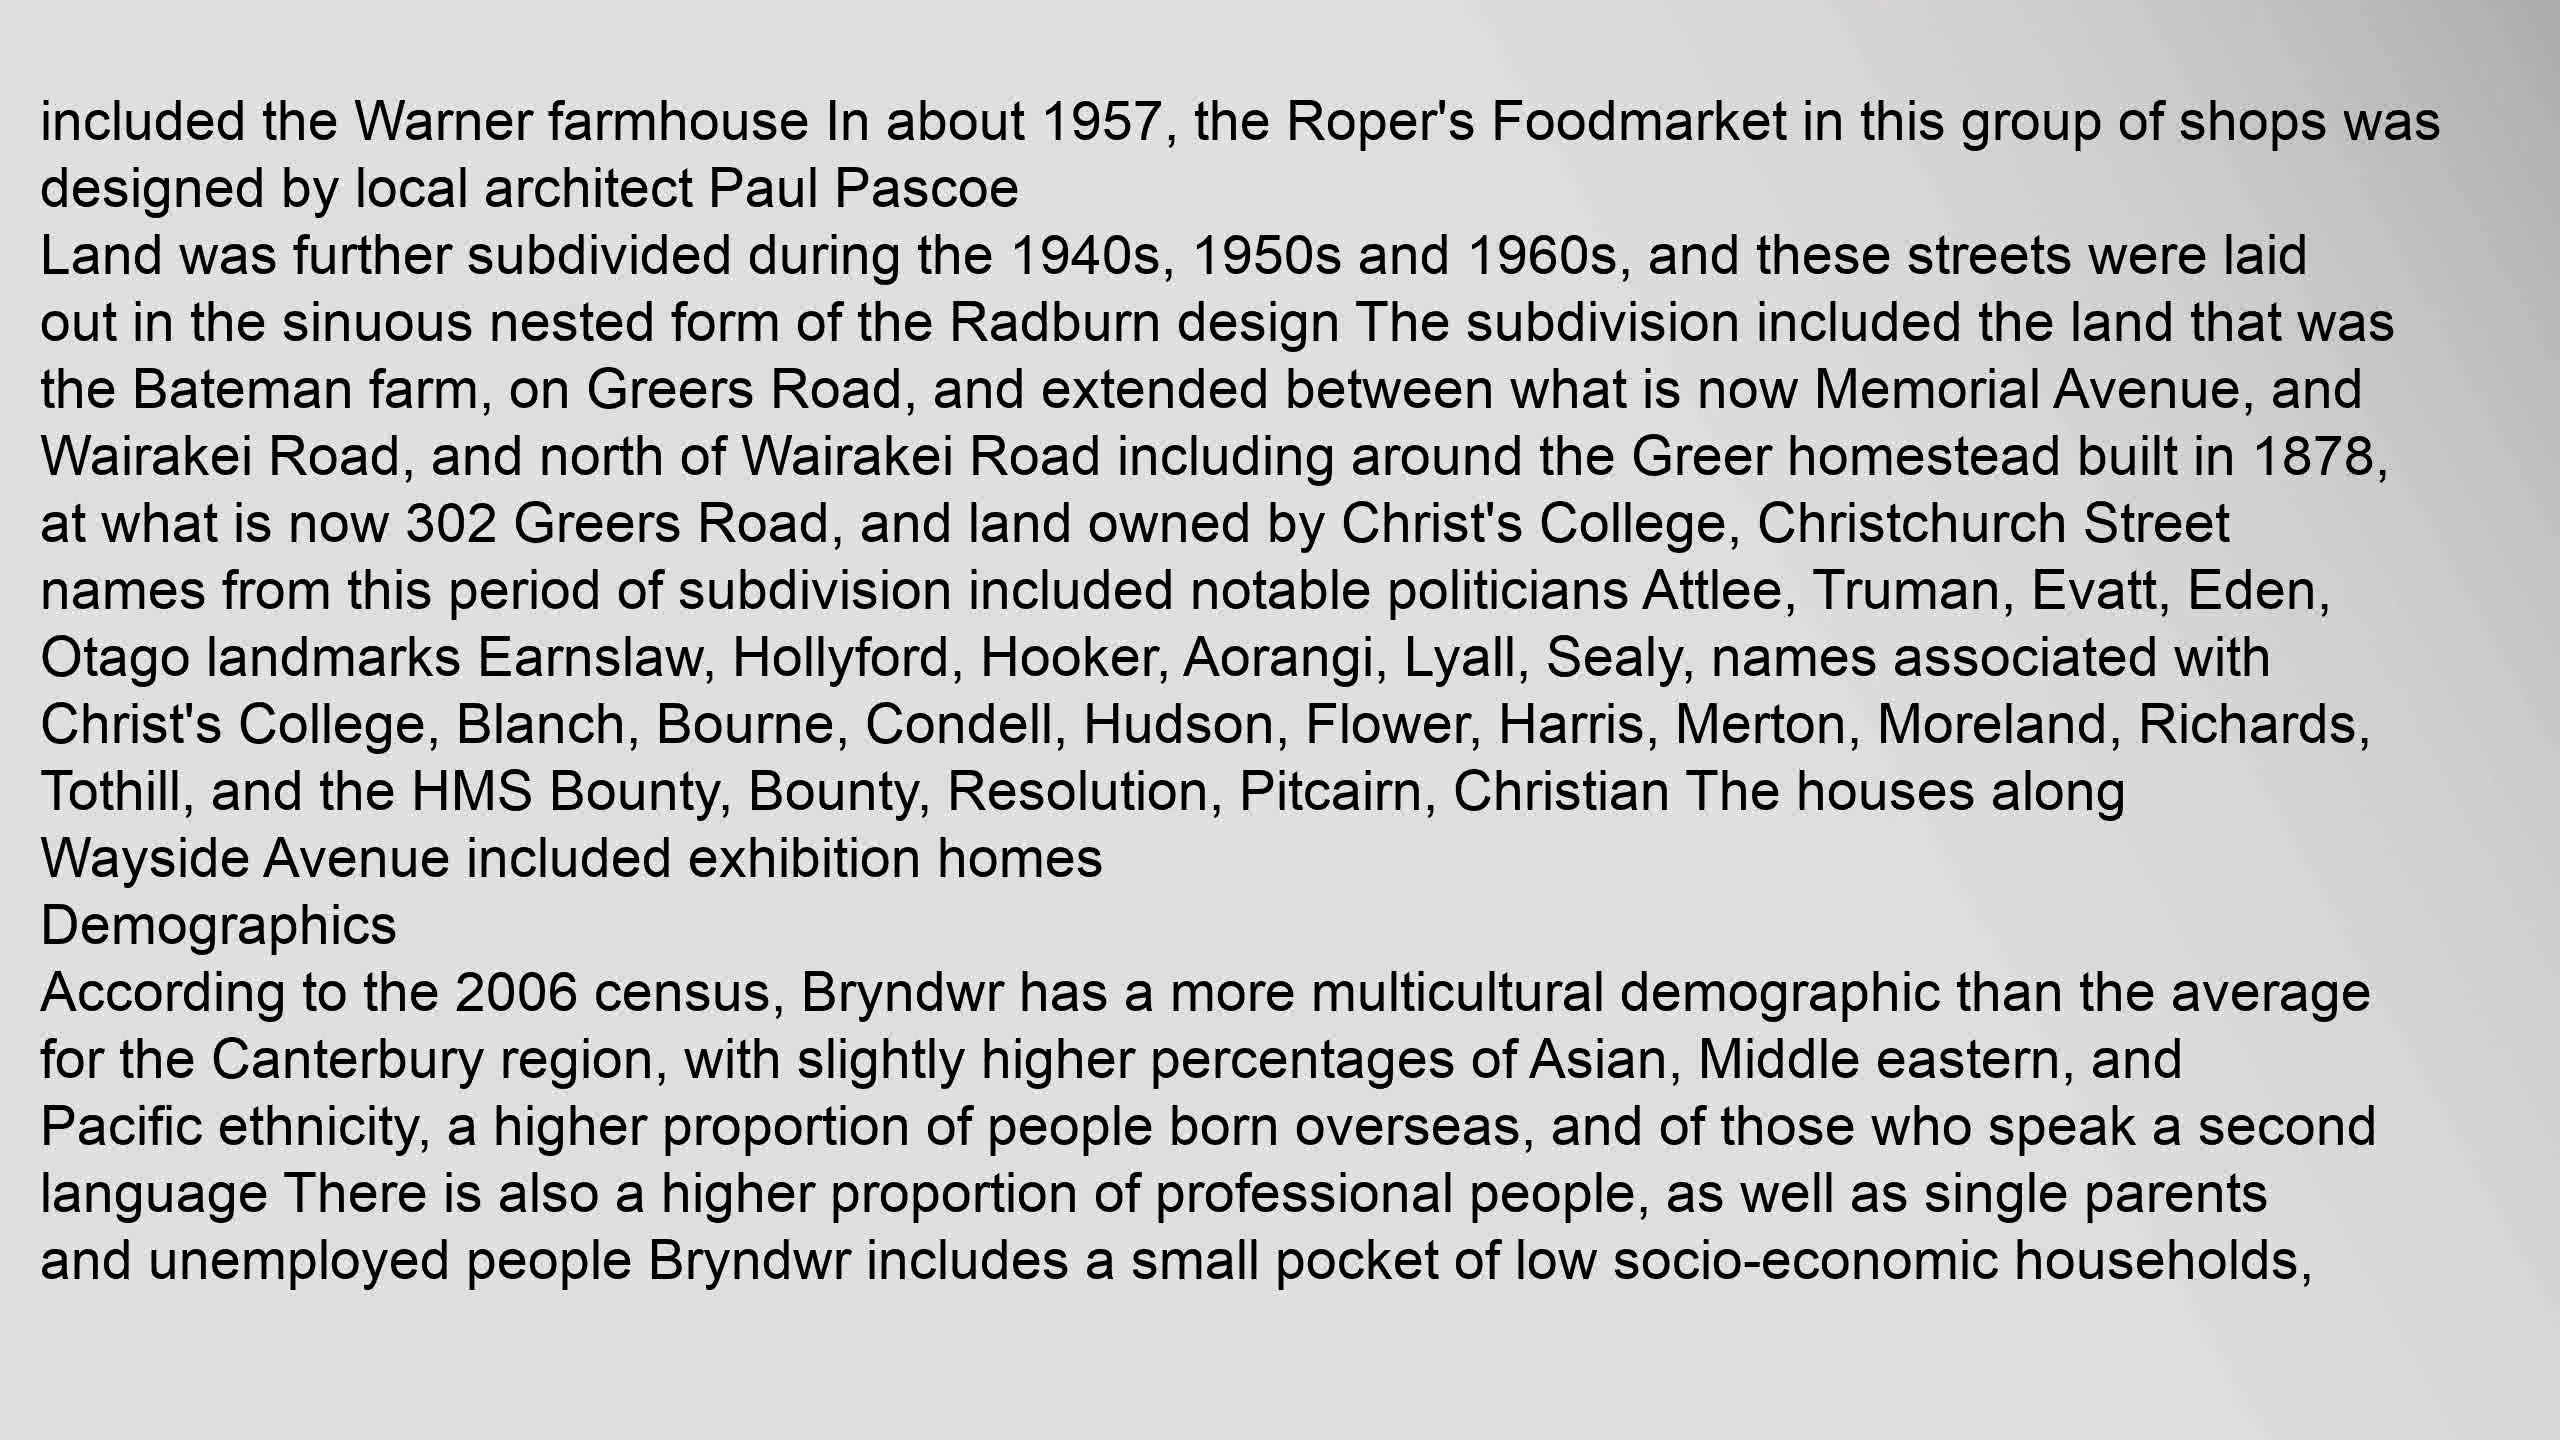 included the Warner farmhouse In about 1957, the Roper's Foodmarket in this group of shops was
designed by local architect Paul Pascoe
Land was further subdivided during the 1940s, 1950s and 1960s, and these streets were laid
out in the sinuous nested form of the Radburn design The subdivision included the land that was
the Bateman farm, on Greers Road, and extended between what is now Memorial Avenue, and
Wairakei Road, and north of Wairakei Road including around the Greer homestead built in 1878,
at what is now 302 Greers Road, and land owned by Christ's College, Christchurch Street
names from this period of subdivision included notable politicians Attlee, Truman, Evatt, Eden,
Otago landmarks Earnslaw, Hollyford, Hooker, Aorangi, Lyall, Sealy, names associated with
Christ's College, Blanch, Bourne, Condell, Hudson, Flower, Harris, Merton, Moreland, Richards,
Tothill, and the HMS Bounty, Bounty, Resolution, Pitcairn, Christian The houses along
Wayside Avenue included exhibition homes
Demographics
According to the 2006 census, Bryndwr has a more multicultural demographic than the average
for the Canterbury region, with slightly higher percentages of Asian, Middle eastern, and
Pacific ethnicity, a higher proportion of people born overseas, and of those who speak a second
language There is also a higher proportion of professional people, as well as single parents
and unemployed people Bryndwr includes a small pocket of low socio-economic households,